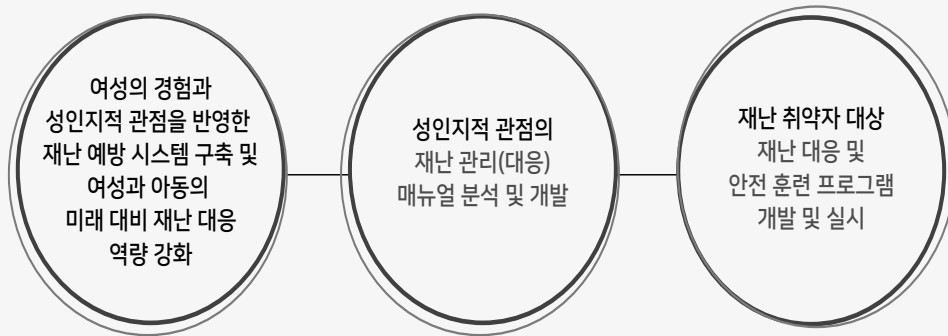 여성의 경험과
성인지적 관점을 반영한
재난 예방 시스템 구축 및
여성과 아동의
미래 대비 재난 대응
역량 강화
성인지적 관점의
재난 관리(대응)
매뉴얼 분석 및 개발
재난 취약자 대상
재난 대응 및
안전 훈련 프로그램
개발 및 실시